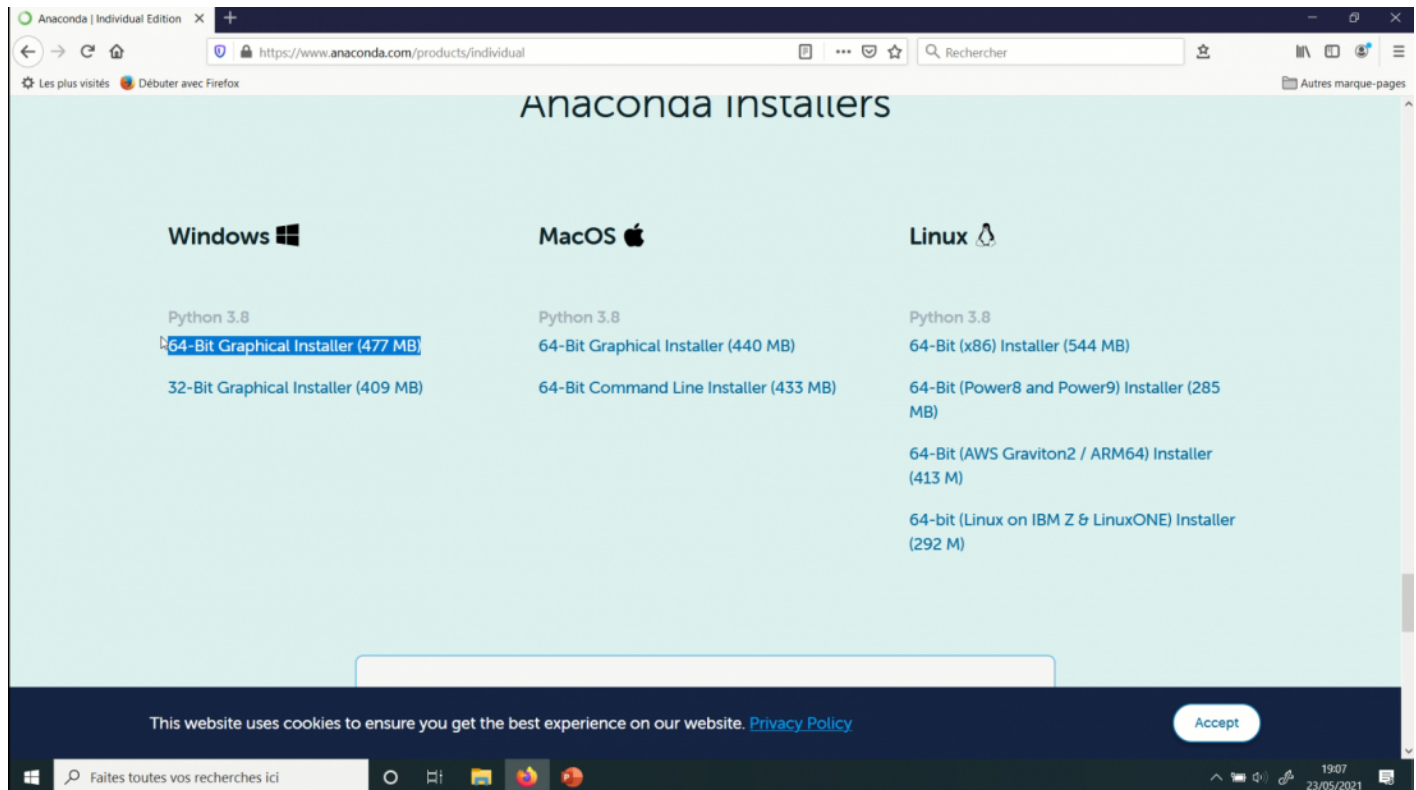 Anaconda | Individual Edition
https://www.anaconda.com/products/individual
Rechercher
Les plus visités
Débuter avec Firefox
Autres marque-pages
Anaconda Installers
Windows
Python 3.8
64-Bit Graphical Installer (477 MB)
32-Bit Graphical Installer (409 MB)
MacOS
Python 3.8
64-Bit Graphical Installer (440 MB)
64-Bit Command Line Installer (433 MB)
Linux
Python 3.8
64-Bit (x86) Installer (544 MB)
64-Bit (Power8 and Power9) Installer (285
MB)
64-Bit (AWS Graviton2 / ARM64) Installer
(413 M)
64-bit (Linux on IBM Z & LinuxONE) Installer
(292 M)
This website uses cookies to ensure you get the best experience on our website. Privacy Policy
Accept
Faites toutes vos recherches ici
19:07
23/05/2021